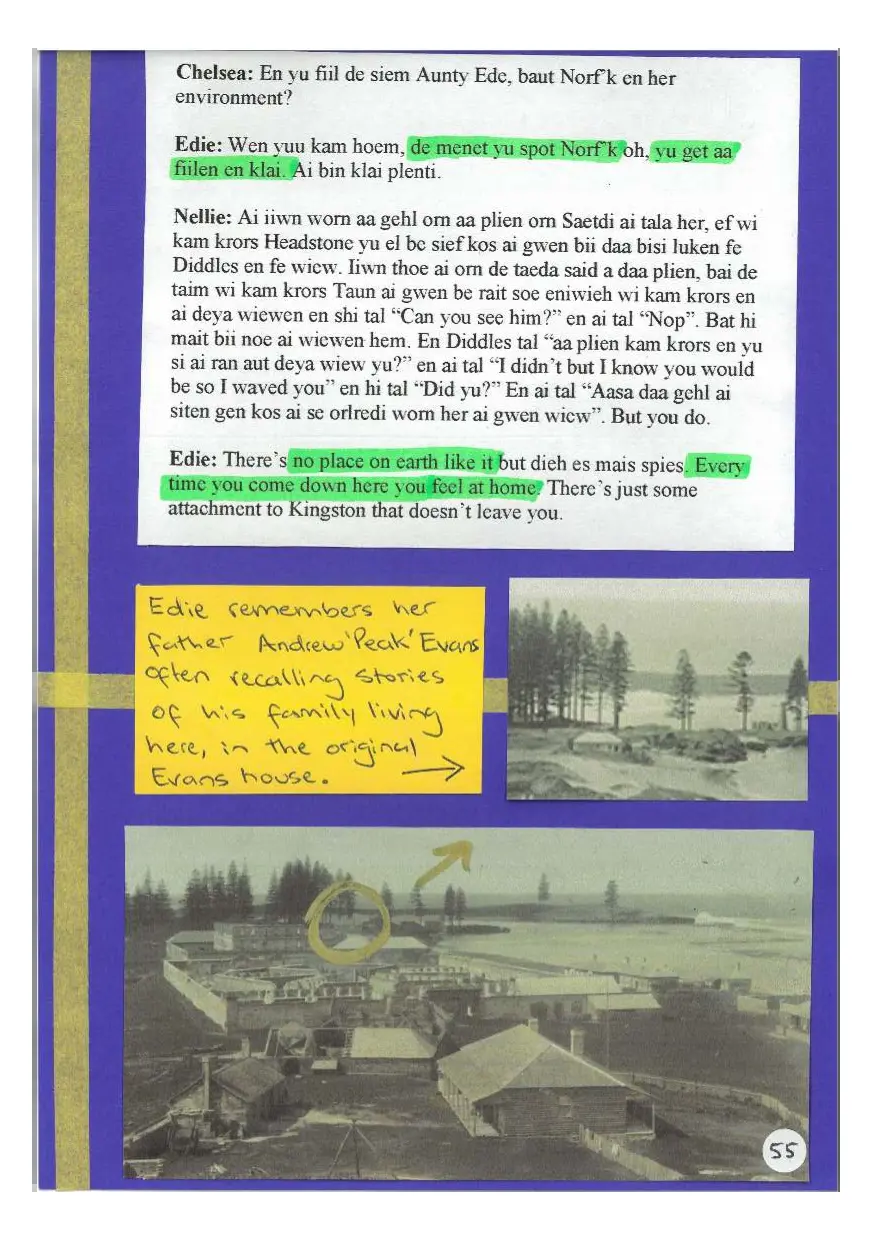 Chelsea: En yu fiil de siem Aunty Ede, baut Norf'k en her
environment?
Edie: Wen yuu kam hoem, de menet yu spot Norf'k oh, yu get aa
fiilen en klai. Ai bin klai plenti.
Nellie: Ai iiwn worn aa gehl orn aa plien orn Saetdi ai tala her, ef wi
kam krors Headstone yu el be sief kos ai gwen bii daa bisi luken fe
Diddles en fe wiew. Iiwn thoe ai orn de taeda said a daa plien, bai de
taim wi kam krors Taun ai gwen be rait soe eniwieh wi kam krors en
ai deya wiewen en shi tal “Can you see him?” en ai tal “Nop”. Bat hi
mait bii noe ai wiewen hem. En Diddles tal “aa plien kam krors en yu
si ai ran aut deya wiew yu?” en ai tal “I didn’t but I know you would
be so I waved you” en hi tal “Did yu?” En ai tal “Aasa daa gehl ai
siten gen kos ai se orlredi worn her ai gwen wiew”. But you do.
Edie: There’s no place on earth like it but dieh es mais spies. Every
time you come down here you feel at home. There’s just some
attachment to Kingston that doesn’t leave you.
Edie remembers her
father Andrew 'Peak' Evans
often recalling stories
of his family living
here, in the original
Evans house.
55